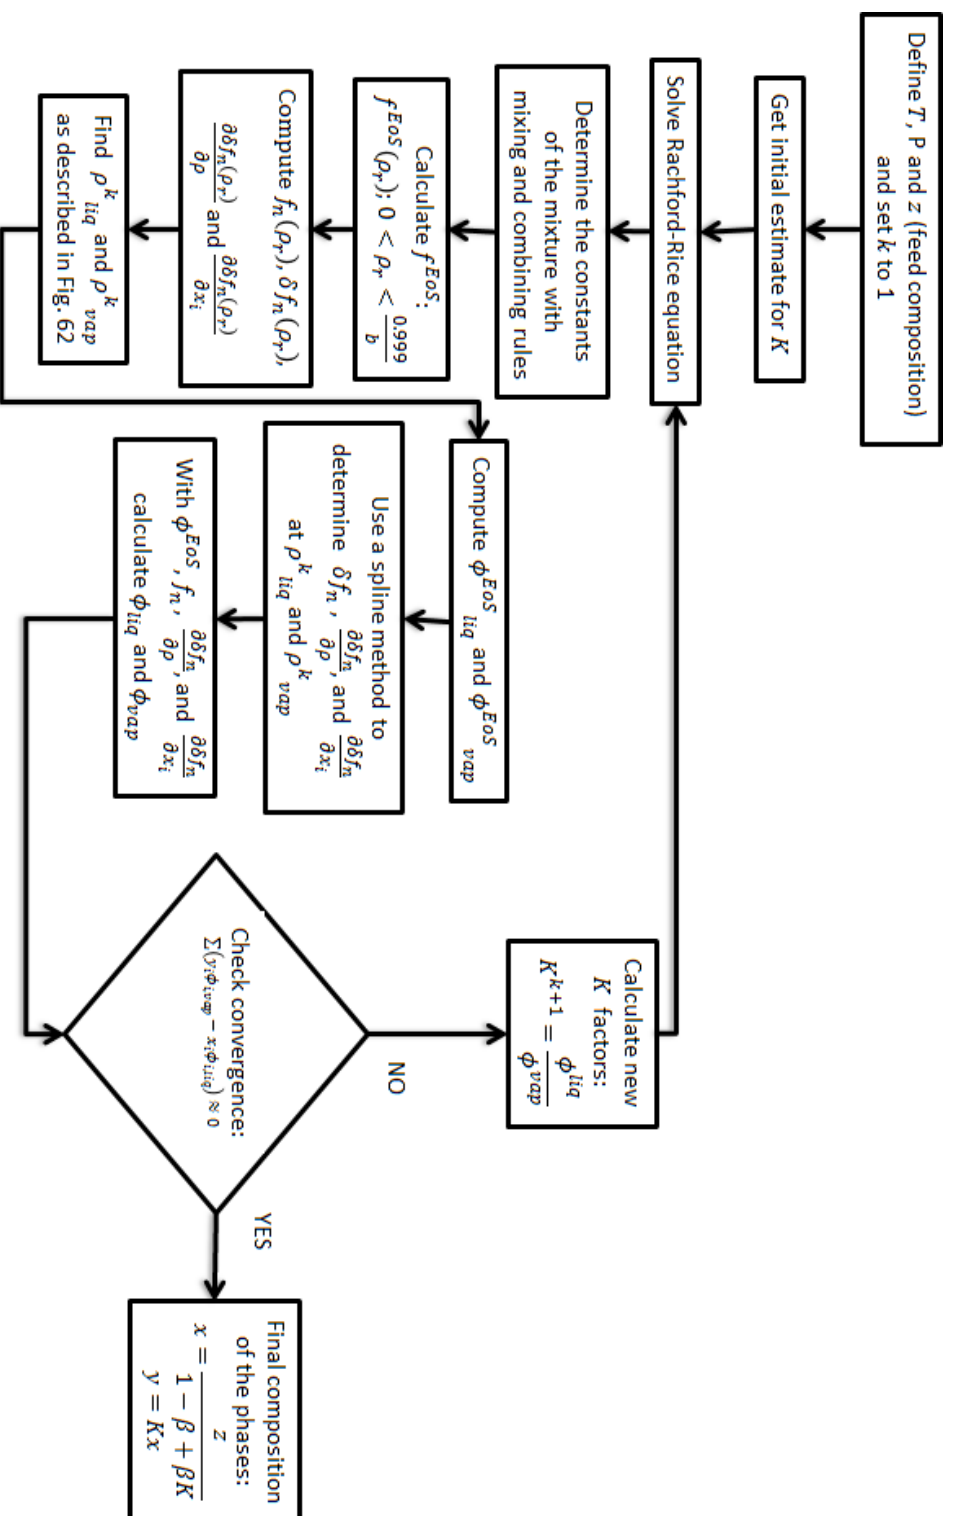 Define T, P and z (feed composition)
and set k to 1
Get initial estimate for K
Solve Rachford-Rice equation
Determine the constants
of the mixture with
mixing and combining rules
Calculate f^EoS:
f^EoS(ρ_r); 0 < ρ_r < 0.999/b
Compute f_n(ρ_r), δf_n(ρ_r),
∂δf_n(ρ_r)/∂ρ and ∂δf_n(ρ_r)/∂x_i
Find ρ^k_liq and ρ^k_vap
as described in Fig. 62
Compute ϕ^EoS_liq and ϕ^EoS_vap
Use a spline method to
determine δf_n, ∂δf_n/∂ρ, and ∂δf_n/∂x_i
at ρ^k_liq and ρ^k_vap
With ϕ^EoS, f_n, ∂δf_n/∂ρ, and ∂δf_n/∂x_i
calculate ϕ_liq and ϕ_vap
Check convergence:
Σ(y_iϕ_i,vap − x_iϕ_i,liq) ≈ 0
NO
Calculate new
K factors:
K^k+1 = ϕ^liq/ϕ^vap
YES
Final composition
of the phases:
x = z/(1 − β + βK)
y = Kx